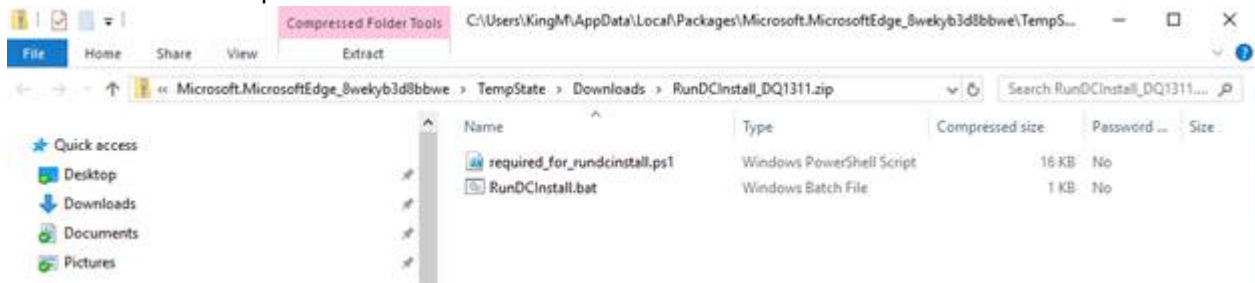 Compressed Folder Tools C:\Users\KingM\AppData\Local\Packages\Microsoft.MicrosoftEdge_8wekyb3d8bbwe\TempS...
File Home Share View Extract
« Microsoft.MicrosoftEdge_8wekyb3d8bbwe > TempState > Downloads > RunDCInstall_DQ1311.zip Search RunDCInstall_DQ1311....
Name Type Compressed size Password ... Size
Quick access
required_for_rundcinstall.ps1 Windows PowerShell Script 16 KB No
Desktop
RunDCInstall.bat Windows Batch File 1 KB No
Downloads
Documents
Pictures